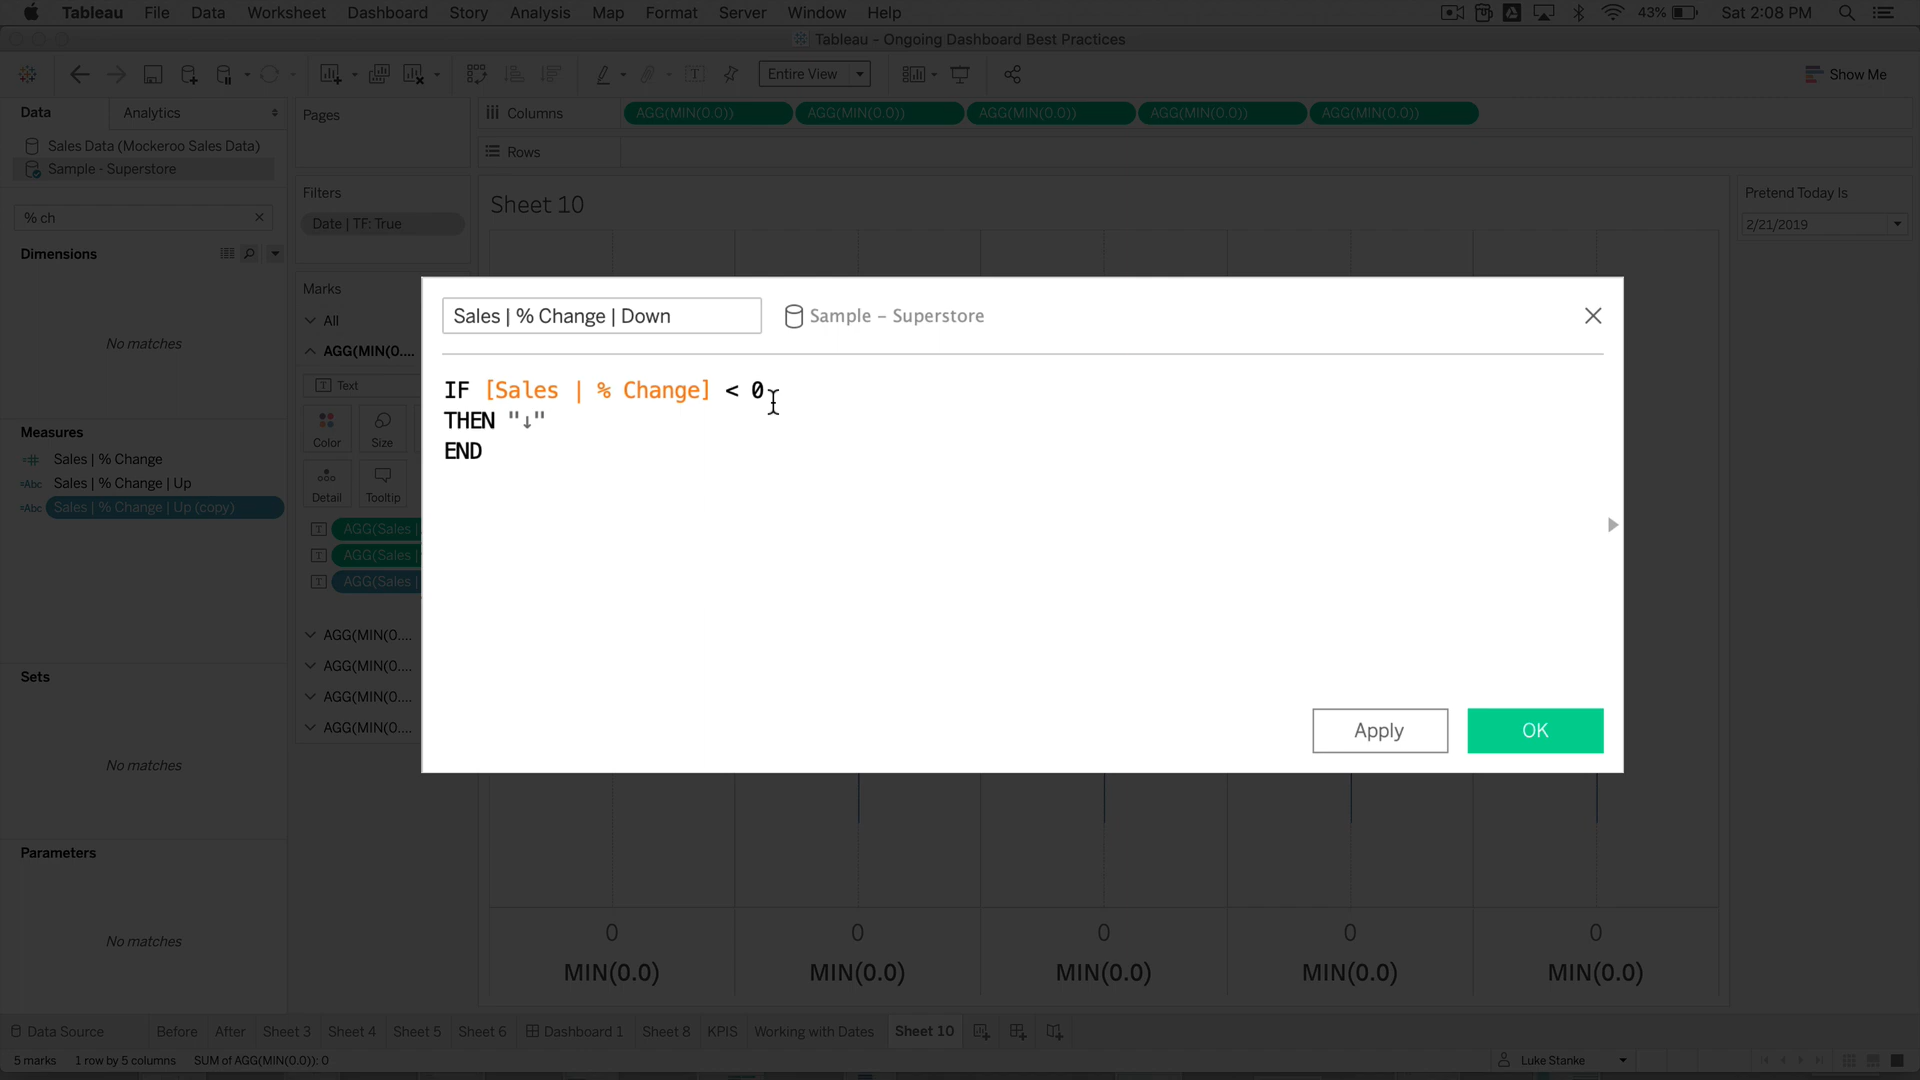 Tableau File Data Worksheet Dashboard Story Analysis Map Format Server Window Help 43% Sat 2:08 PM
Tableau - Ongoing Dashboard Best Practices
Entire View Show Me
Data Analytics Pages Columns AGG(MIN(0.0)) AGG(MIN(0.0)) AGG(MIN(0.0)) AGG(MIN(0.0)) AGG(MIN(0.0))
Sales Data (Mockeroo Sales Data) Rows
Sample - Superstore
Filters Sheet 10 Pretend Today Is
% ch Date | TF: True 2/21/2019
Dimensions
No matches
Marks
All
AGG(MIN(0....
Text
Color Size
Detail Tooltip
AGG(Sales |
AGG(Sales |
AGG(Sales |
AGG(MIN(0....
AGG(MIN(0....
AGG(MIN(0....
AGG(MIN(0....
Measures
Sales | % Change
=Abc Sales | % Change | Up
=Abc Sales | % Change | Up (copy)
Sets
No matches
Parameters
No matches
Sales | % Change | Down Sample – Superstore
IF [Sales | % Change] < 0
THEN "↓"
END
Apply OK
0 0 0 0 0
MIN(0.0) MIN(0.0) MIN(0.0) MIN(0.0) MIN(0.0)
Data Source Before After Sheet 3 Sheet 4 Sheet 5 Sheet 6 Dashboard 1 Sheet 8 KPIS Working with Dates Sheet 10
5 marks 1 row by 5 columns SUM of AGG(MIN(0.0)): 0 Luke Stanke